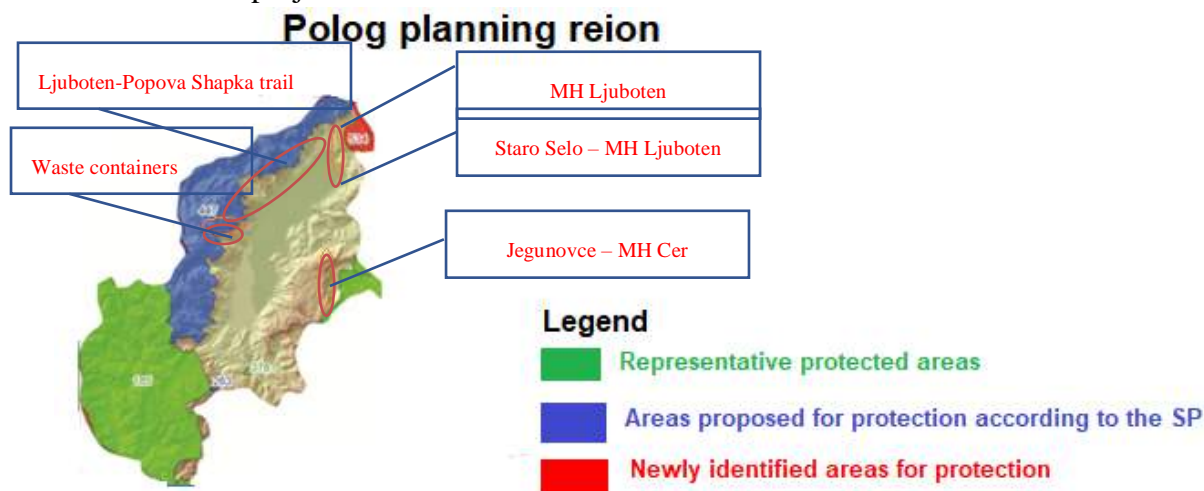 Polog planning reion
Ljuboten-Popova Shapka trail
MH Ljuboten
Staro Selo – MH Ljuboten
Waste containers
Jegunovce – MH Cer
Legend
Representative protected areas
Areas proposed for protection according to the SP
Newly identified areas for protection